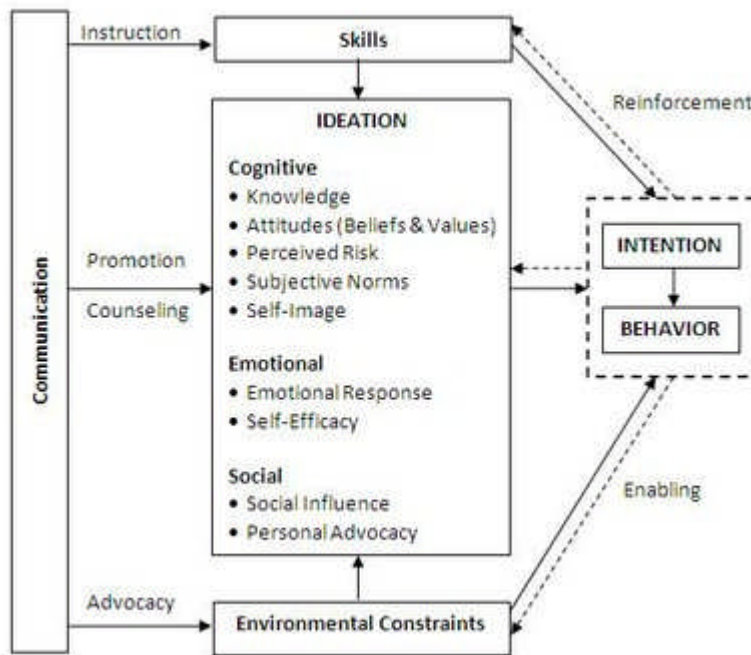 Communication
Instruction
Skills
Reinforcement
IDEATION
Cognitive
• Knowledge
• Attitudes (Beliefs & Values)
• Perceived Risk
• Subjective Norms
• Self-Image
Promotion
Counseling
INTENTION
BEHAVIOR
Emotional
• Emotional Response
• Self-Efficacy
Social
• Social Influence
• Personal Advocacy
Enabling
Advocacy
Environmental Constraints